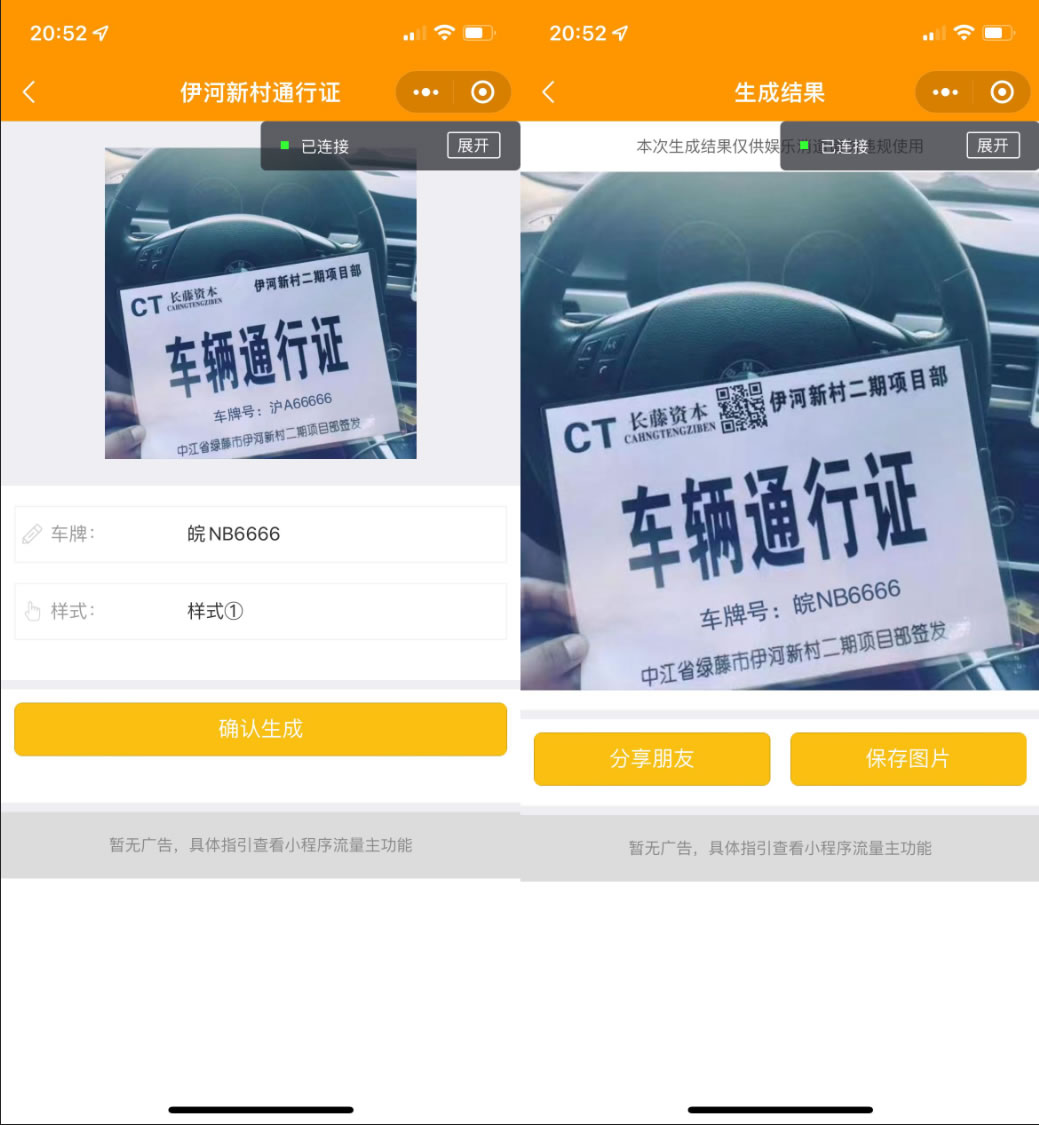 20:52
伊河新村通行证
已连接
展开
CT 长藤资本
CAHNGTENGZIBEN
伊河新村二期项目部
车辆通行证
车牌号：沪A66666
中江省绿藤市伊河新村二期项目部签发
车牌：
皖NB6666
样式：
样式①
确认生成
暂无广告，具体指引查看小程序流量主功能
20:52
生成结果
本次生成结果仅供娱乐
违规使用
已连接
展开
CT 长藤资本
CAHNGTENGZIBEN
伊河新村二期项目部
车辆通行证
车牌号：皖NB6666
中江省绿藤市伊河新村二期项目部签发
分享朋友
保存图片
暂无广告，具体指引查看小程序流量主功能